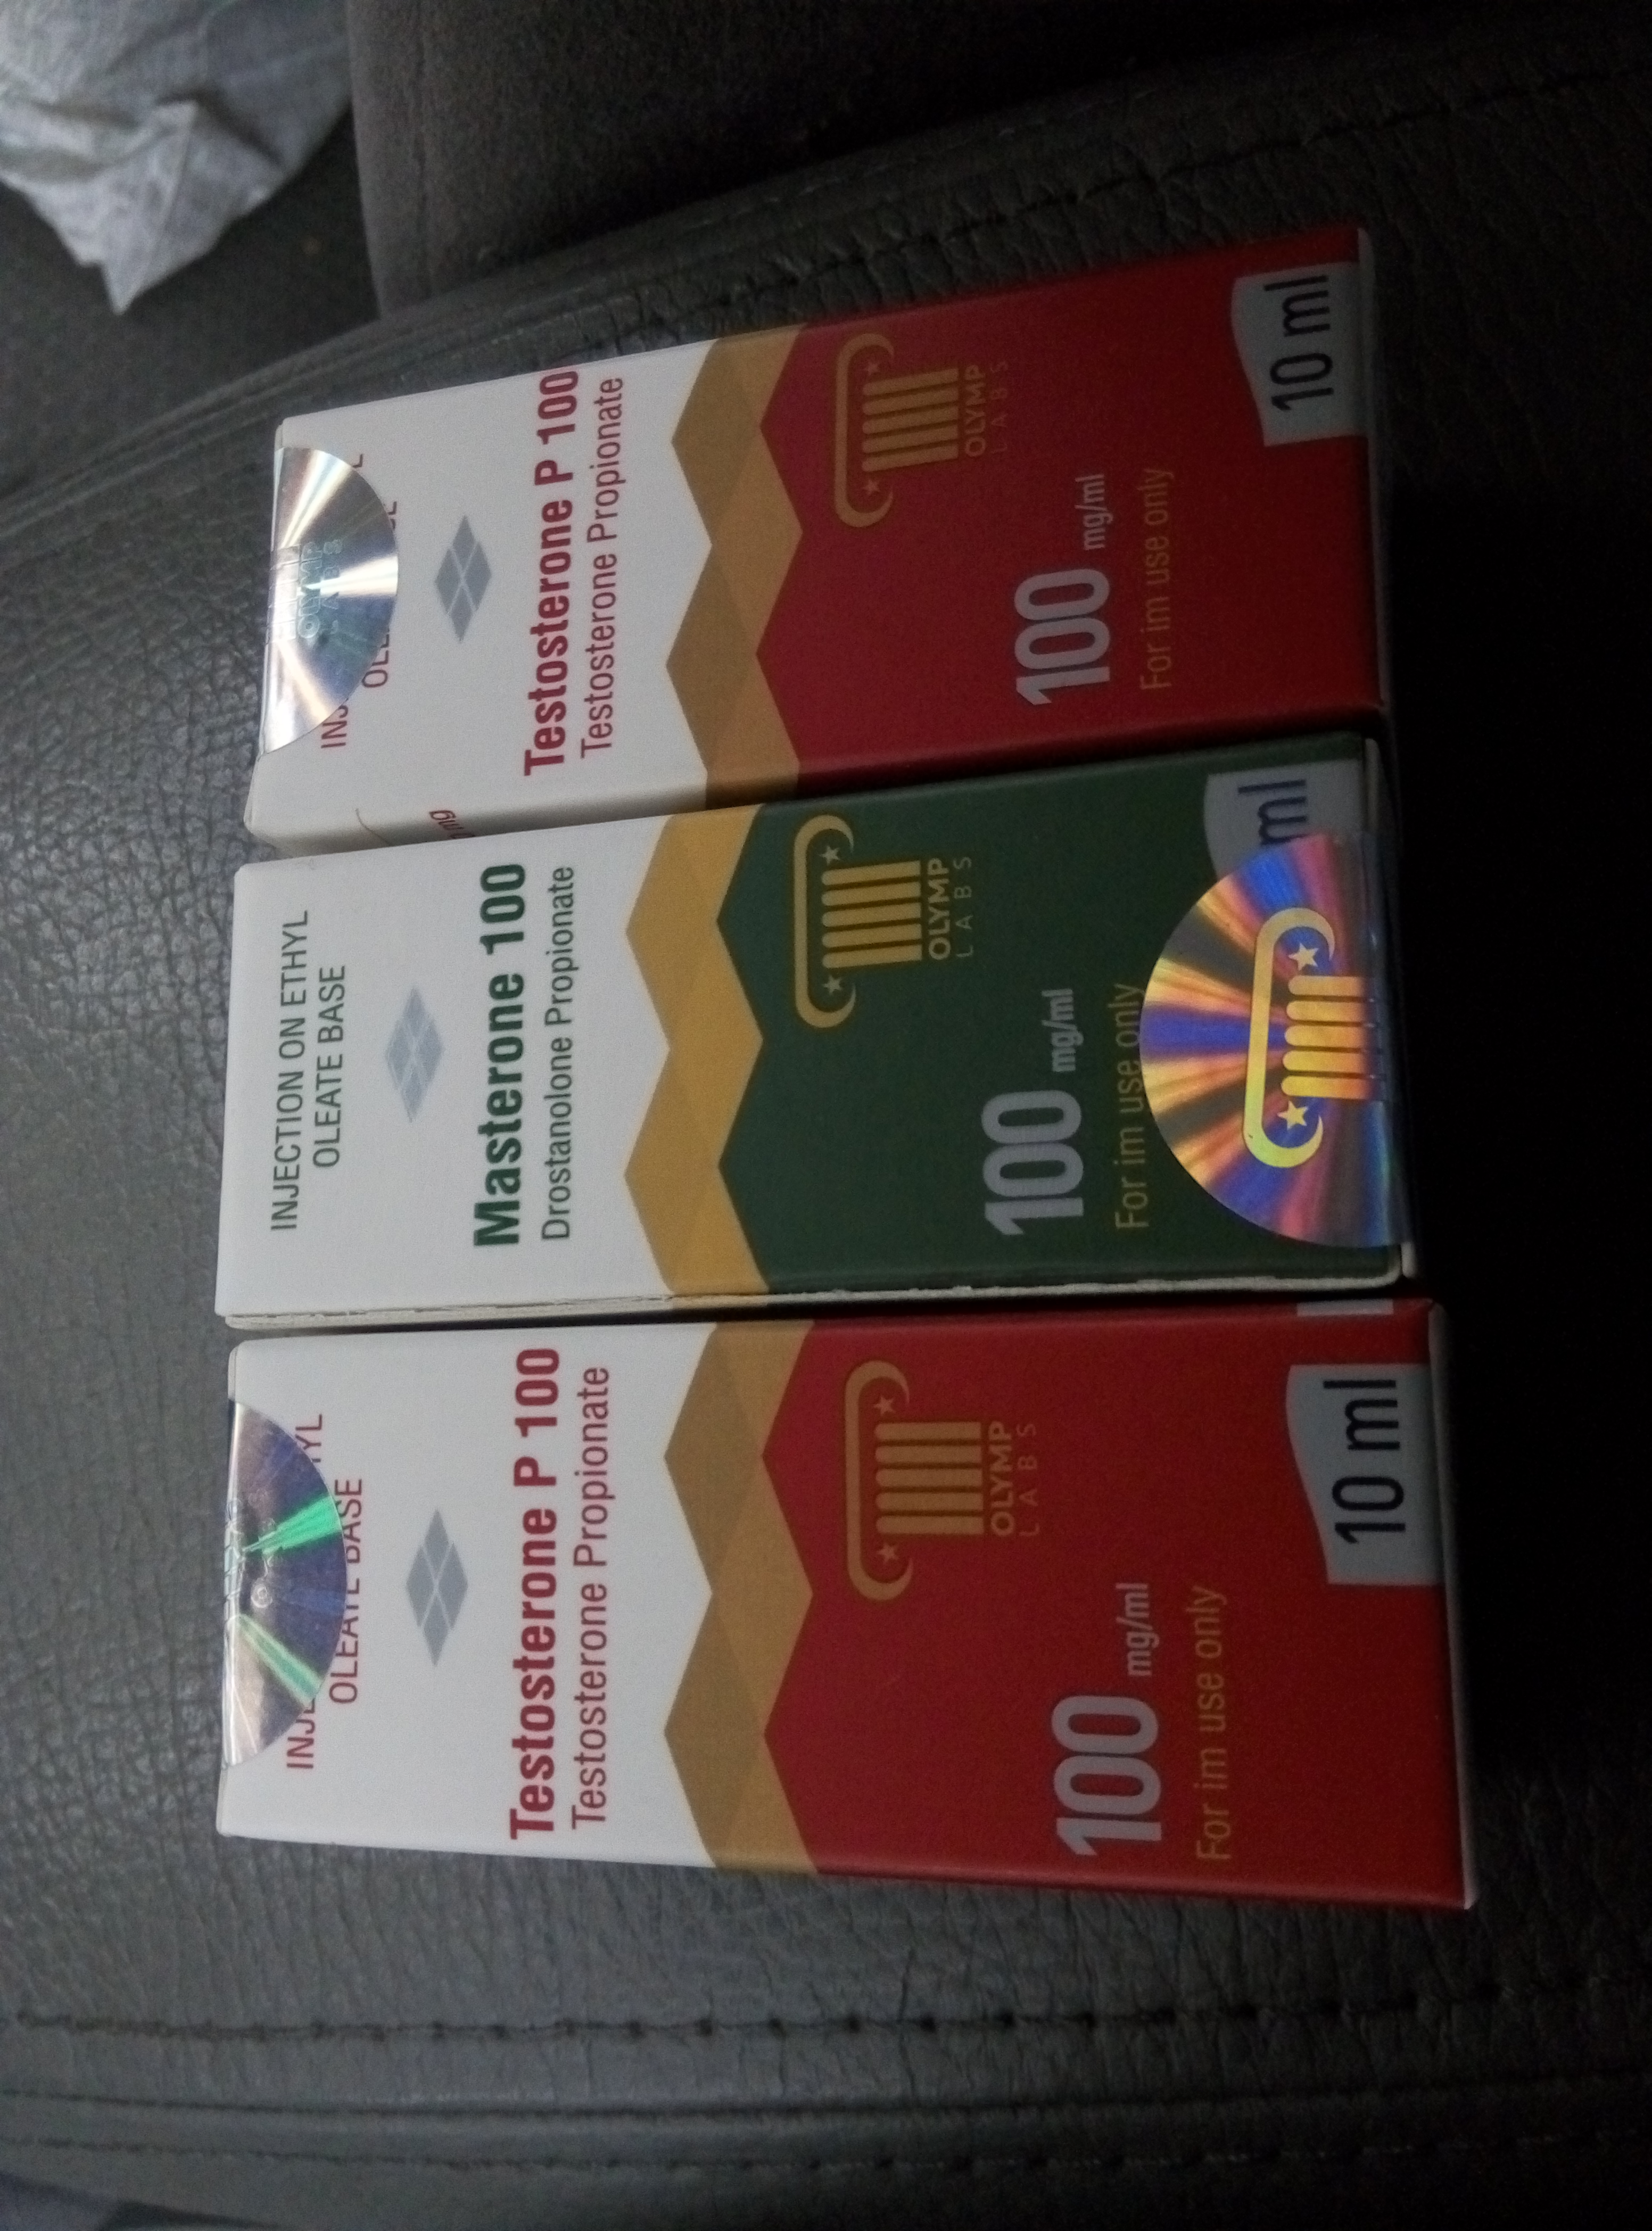 OLEATE BASE
Testosterone P 100
Testosterone Propionate
OLYMP
LABS
100 mg/ml
For im use only
10 ml
INJECTION ON ETHYL
OLEATE BASE
Masterone 100
Drostanolone Propionate
OLYMP
LABS
100 mg/ml
For im use only
ml
OLYMP
LABS
Testosterone P 100
Testosterone Propionate
OLYMP
LABS
100 mg/ml
For im use only
10 ml